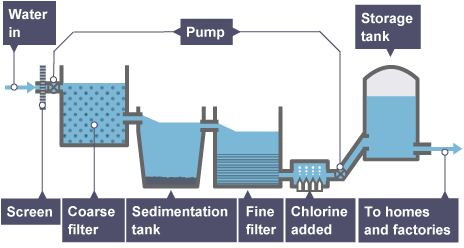 Water
in
Pump
Storage
tank
Screen
Coarse
filter
Sedimentation
tank
Fine
filter
Chlorine
added
To homes
and factories